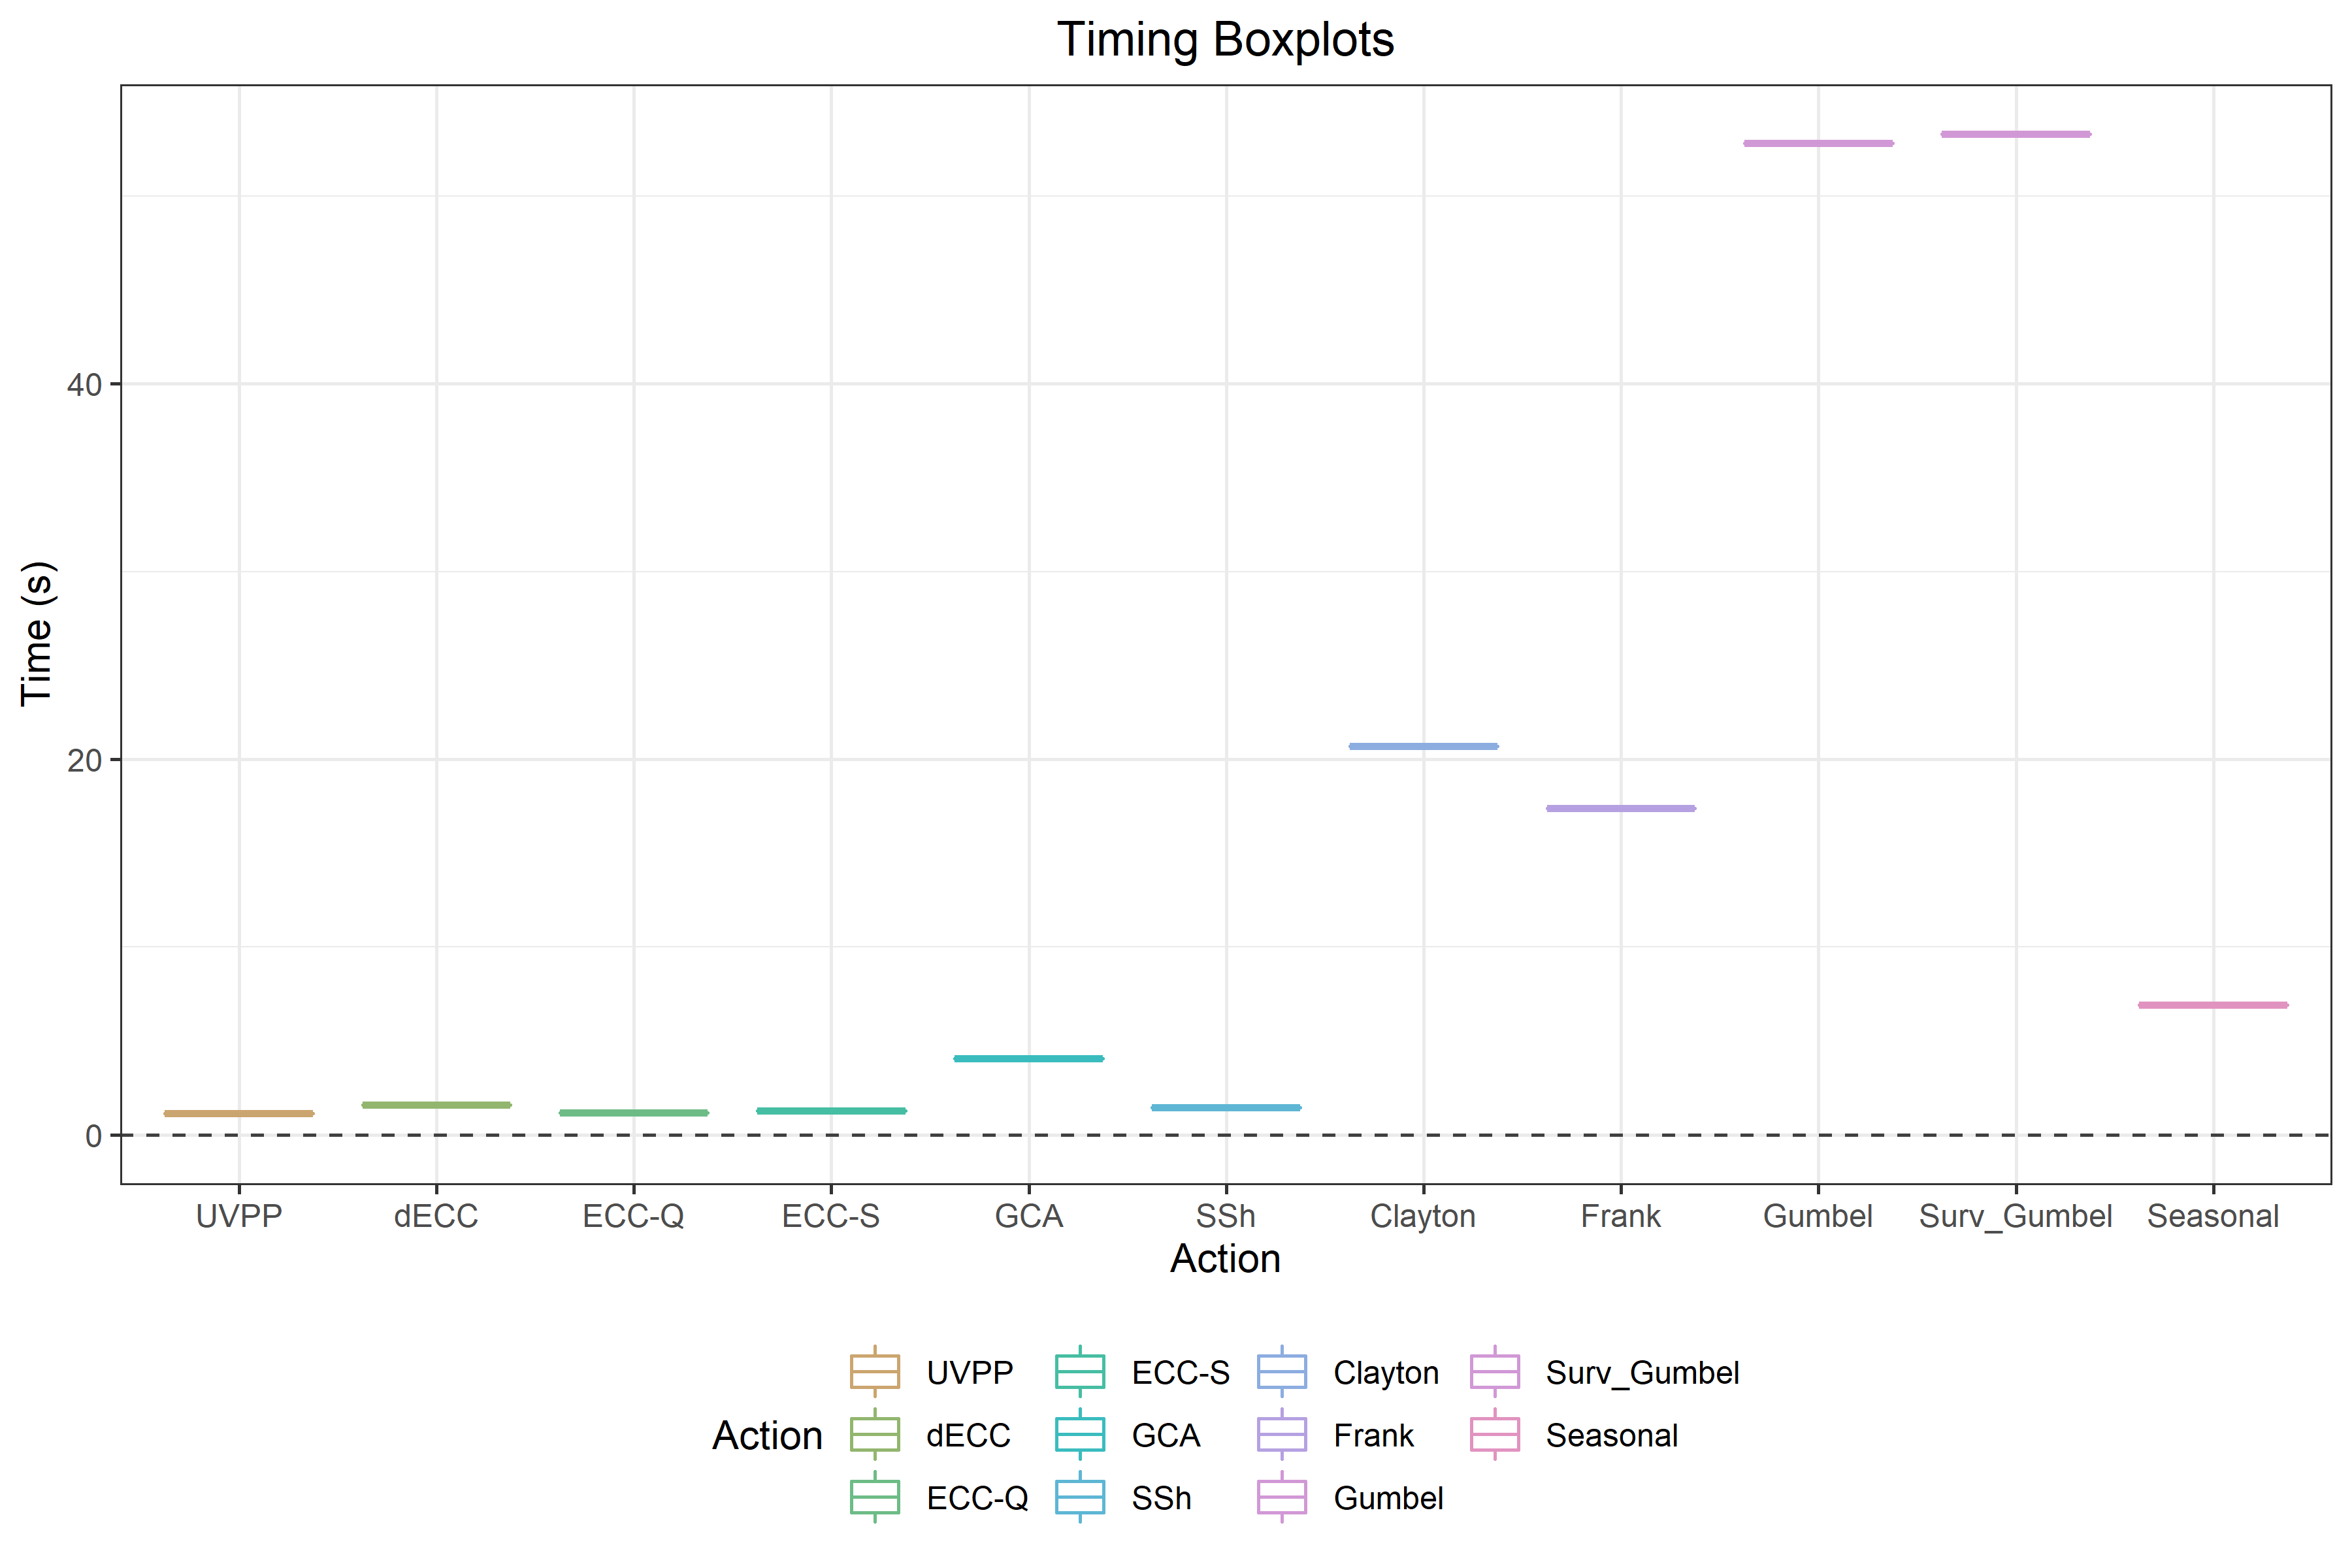 Timing Boxplots
40
20
0
Time (s)
UVPP dECC ECC-Q ECC-S GCA SSh Clayton Frank Gumbel Surv_Gumbel Seasonal
Action
Action
UVPP ECC-S Clayton Surv_Gumbel
dECC GCA Frank Seasonal
ECC-Q SSh Gumbel